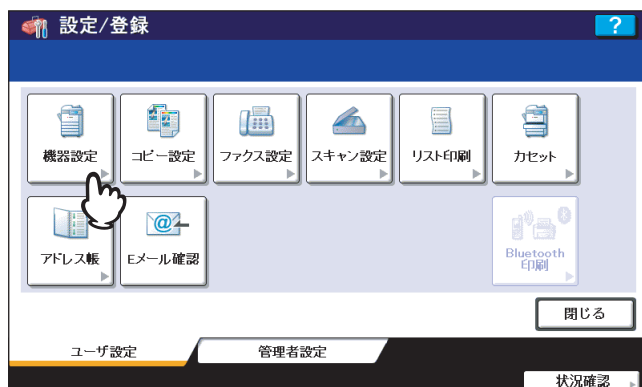 設定/登録
?
機器設定
コピー設定
ファクス設定
スキャン設定
リスト印刷
カセット
アドレス帳
Eメール確認
Bluetooth
印刷
閉じる
ユーザ設定
管理者設定
状況確認